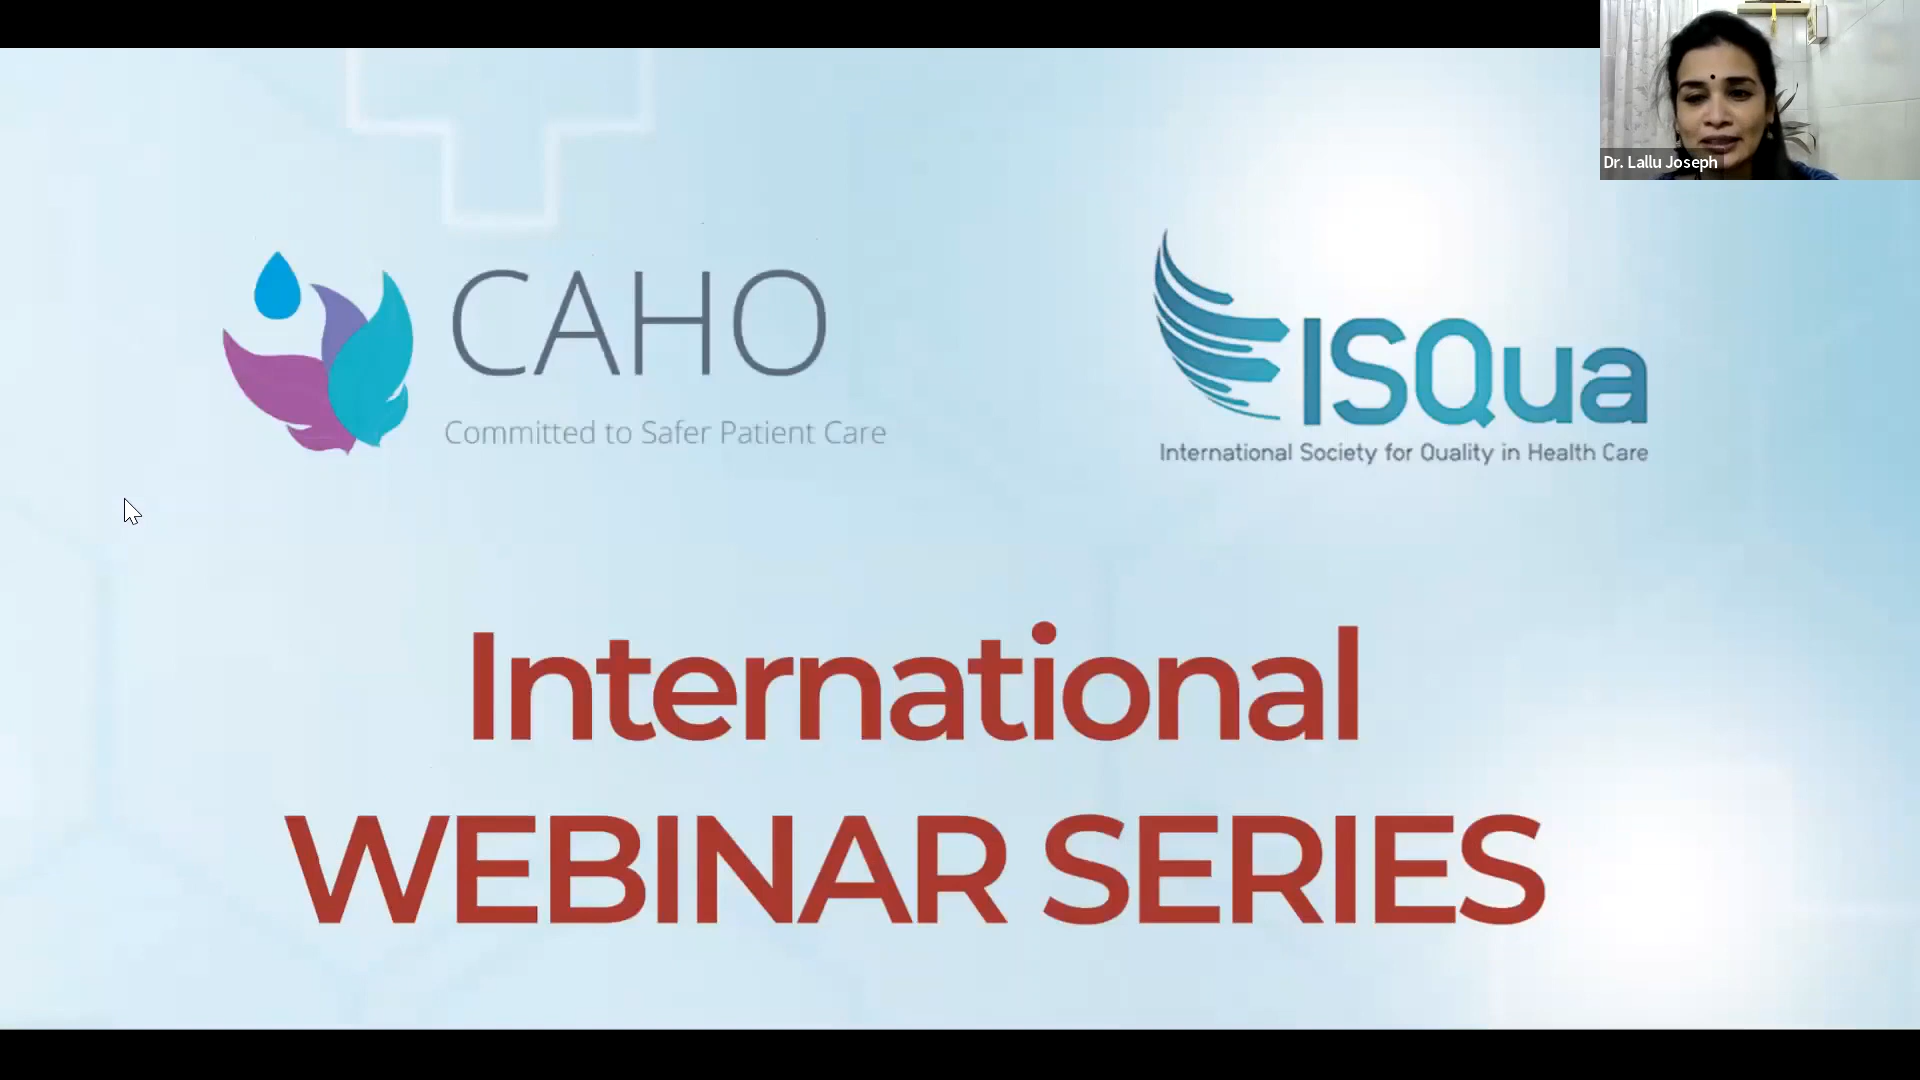 Dr. Lallu Joseph
CAHO
Committed to Safer Patient Care
ISQua
International Society for Quality in Health Care
International
WEBINAR SERIES